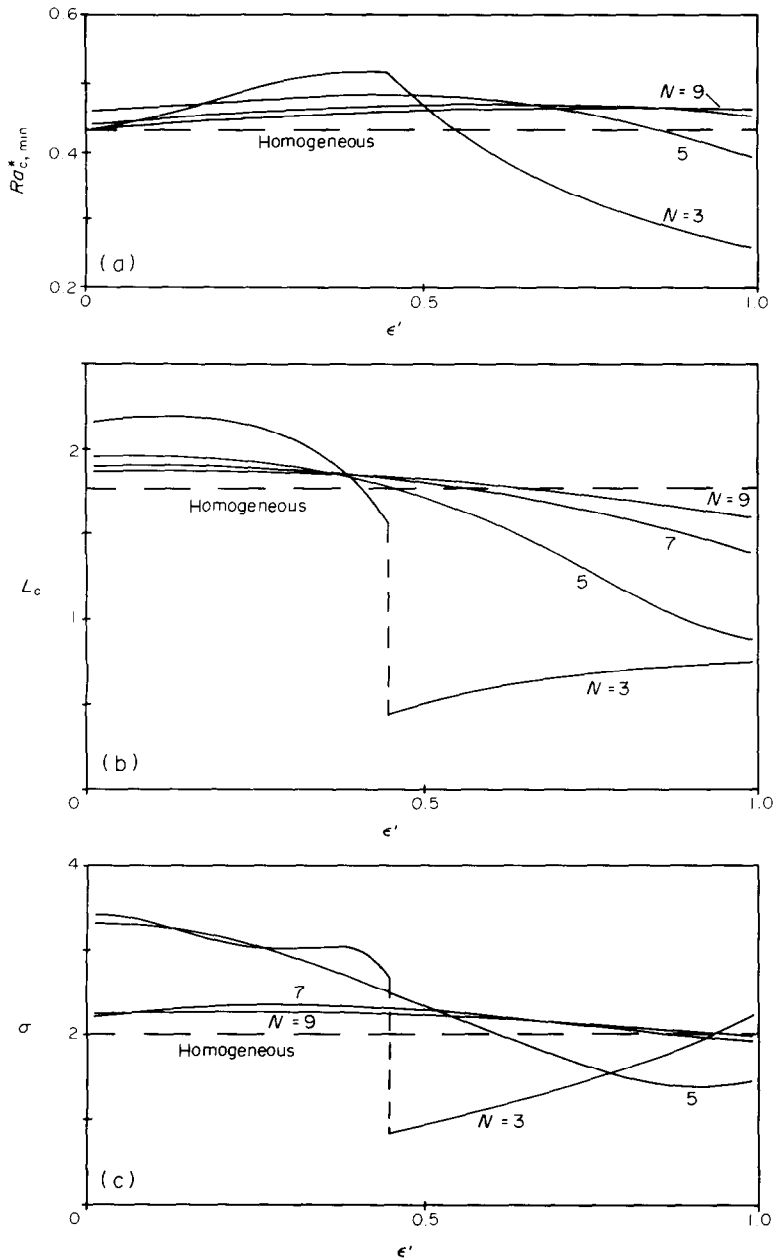 0.6
N = 9
0.4
Homogeneous
5
Ra*c, min
N = 3
(a)
0.2
0
0.5
1.0
ϵ′
2
Homogeneous
N = 9
7
5
Lc
1
N = 3
(b)
0
0.5
1.0
ϵ′
4
7
N = 9
σ
2
Homogeneous
5
N = 3
(c)
0
0.5
1.0
ϵ′